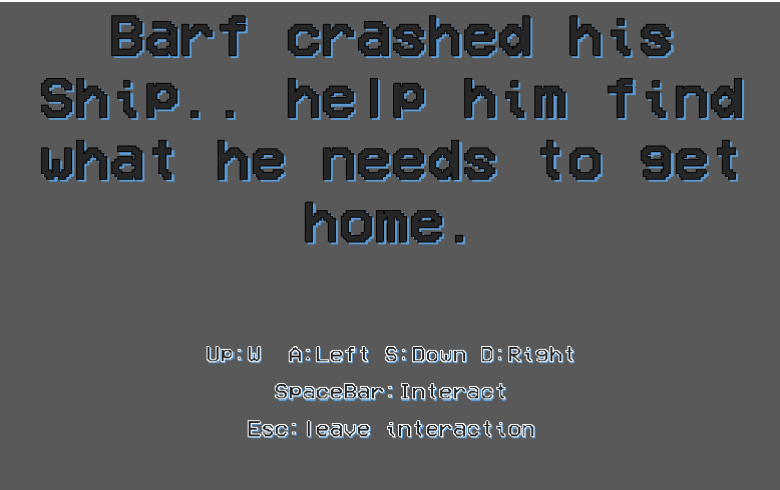 Barf crashed his
Ship.. help him find
what he needs to get
home.
Up:W  A:Left S:Down D:Right
SpaceBar:Interact
Esc:leave interaction